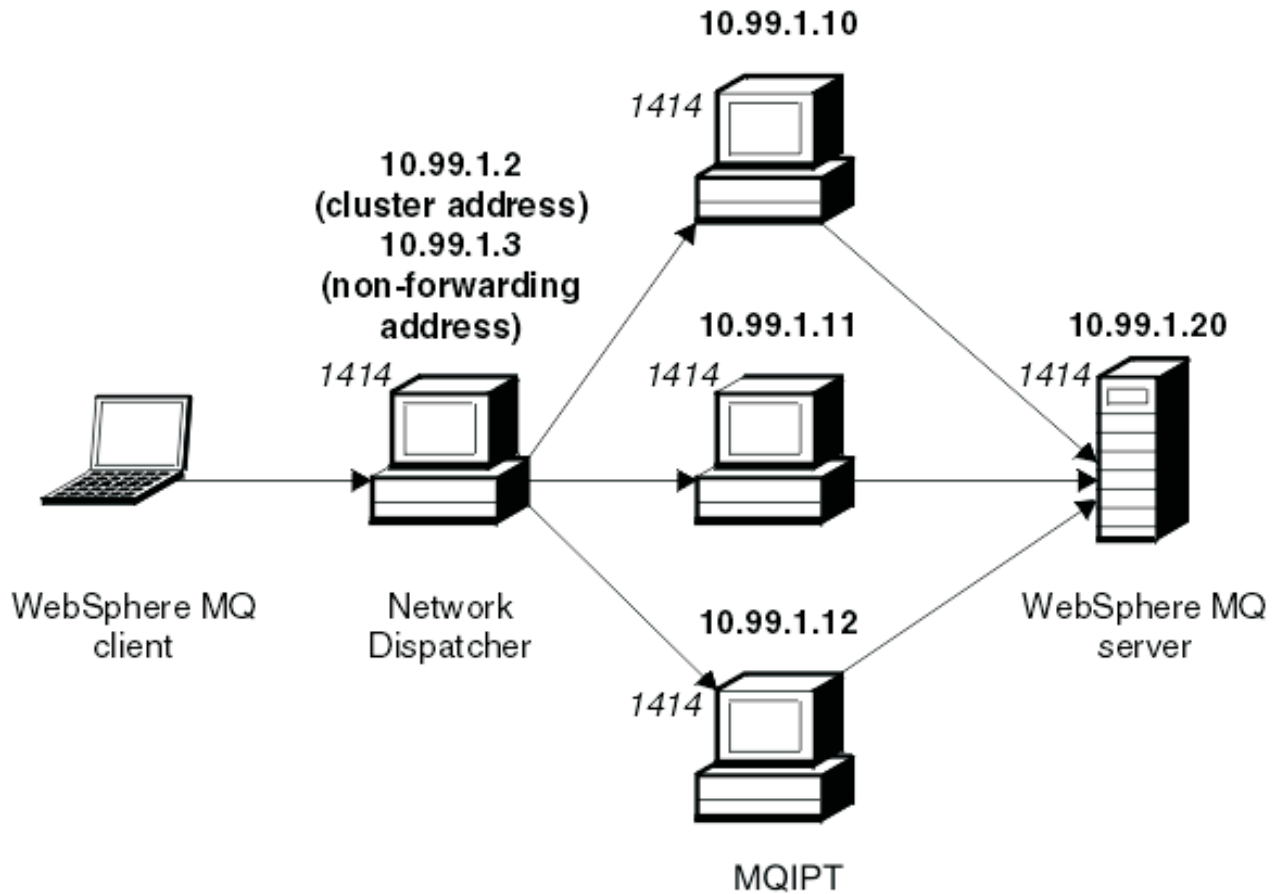 10.99.1.10
1414
10.99.1.2
(cluster address)
10.99.1.3
(non-forwarding
address)
1414
10.99.1.11
1414
10.99.1.20
1414
WebSphere MQ
client
Network
Dispatcher
10.99.1.12
1414
WebSphere MQ
server
MQIPT